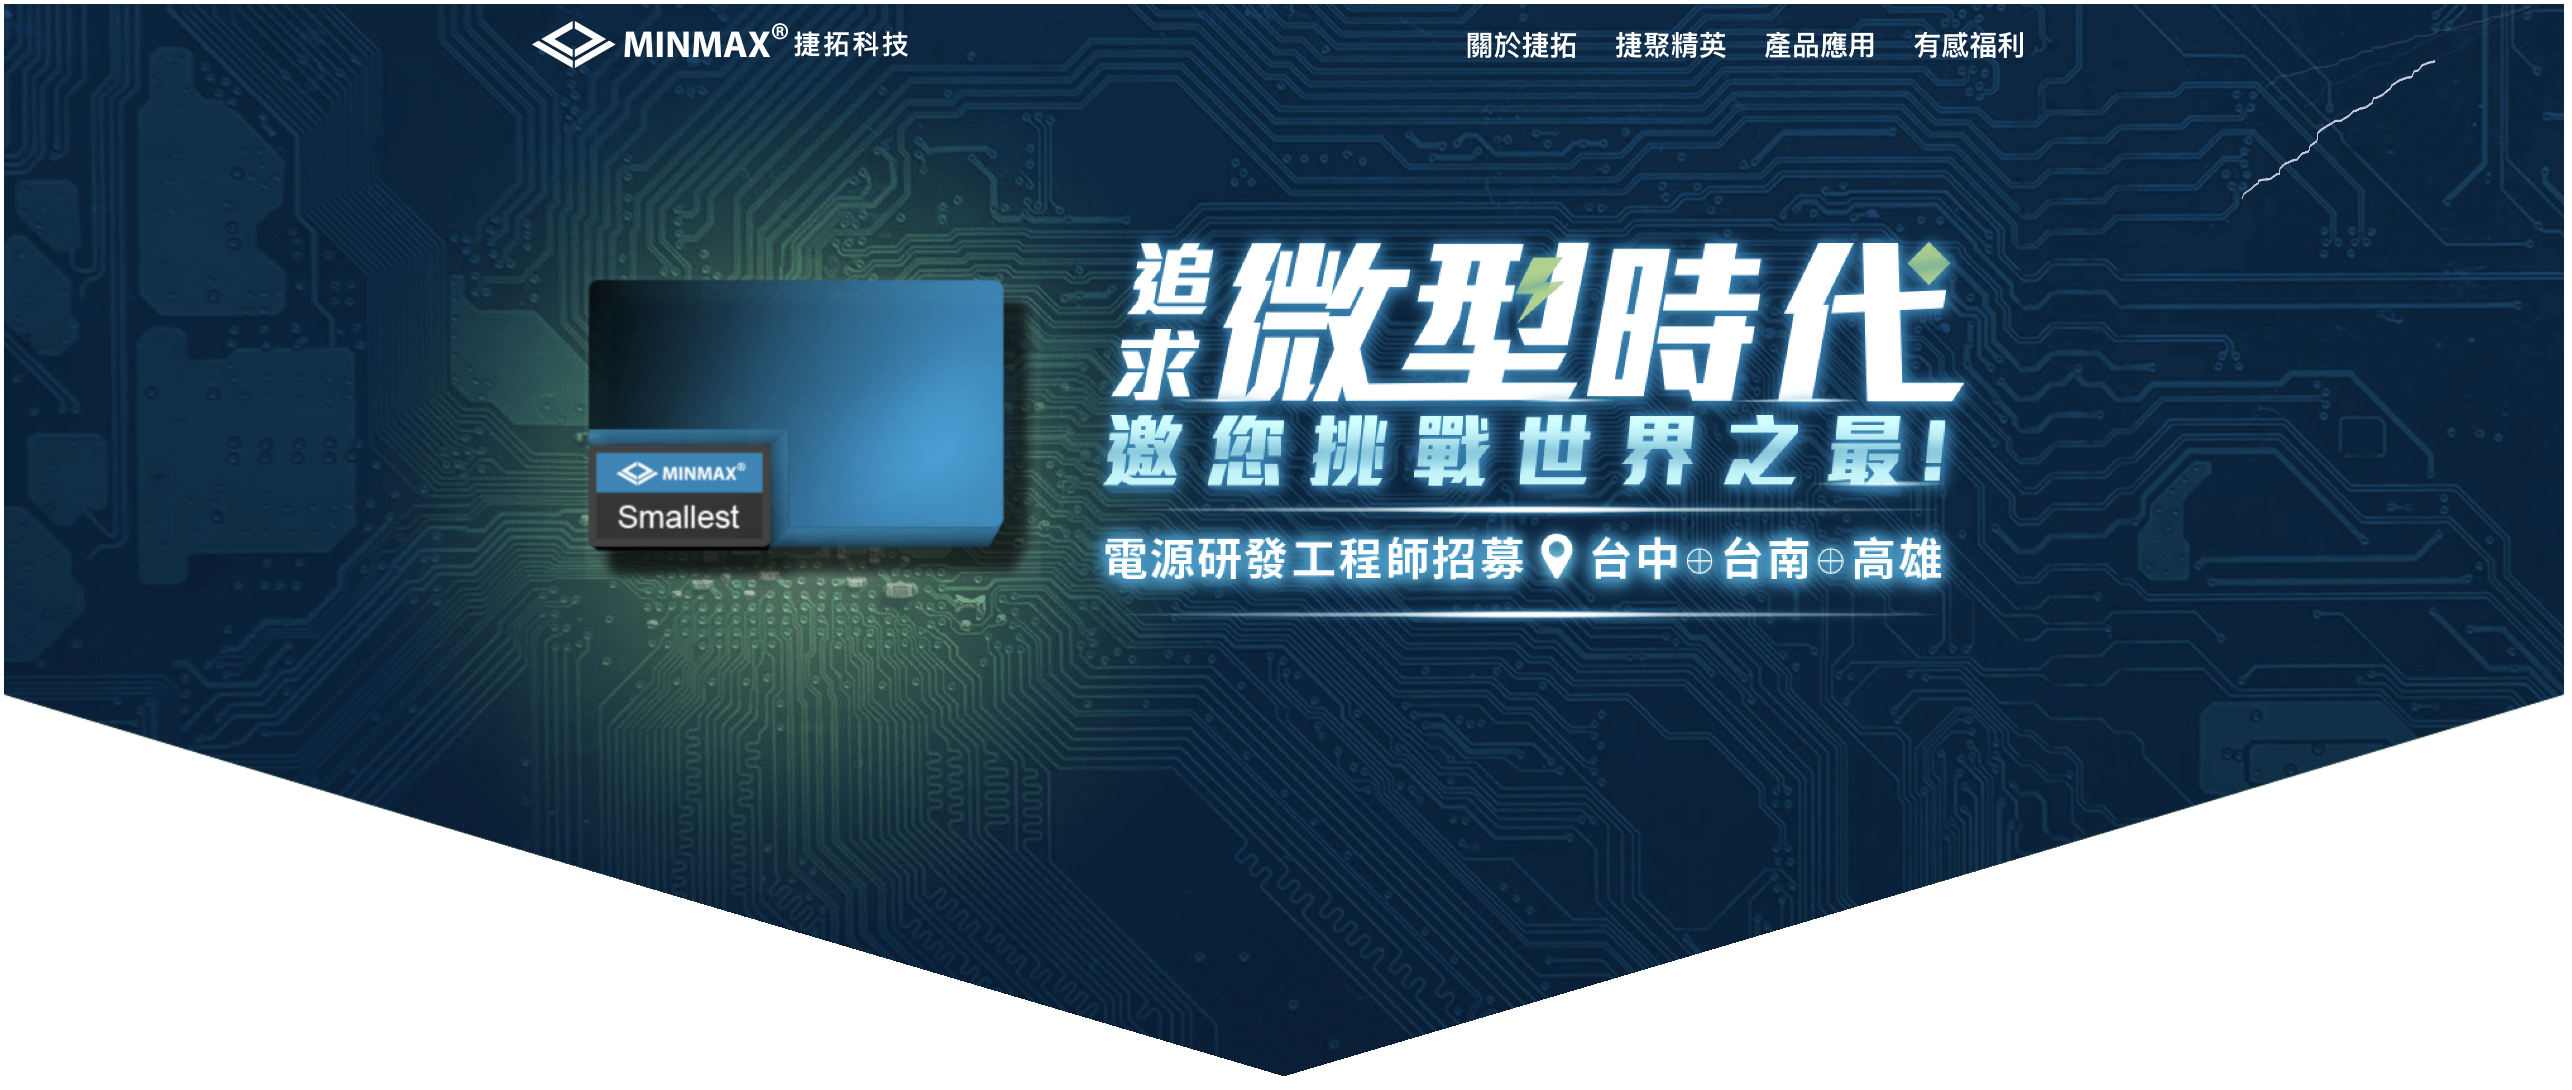 MINMAX® 捷拓科技
關於捷拓 捷聚精英 產品應用 有感福利
追求微型時代
邀您挑戰世界之最!
電源研發工程師招募 台中⊕台南⊕高雄
MINMAX®
Smallest